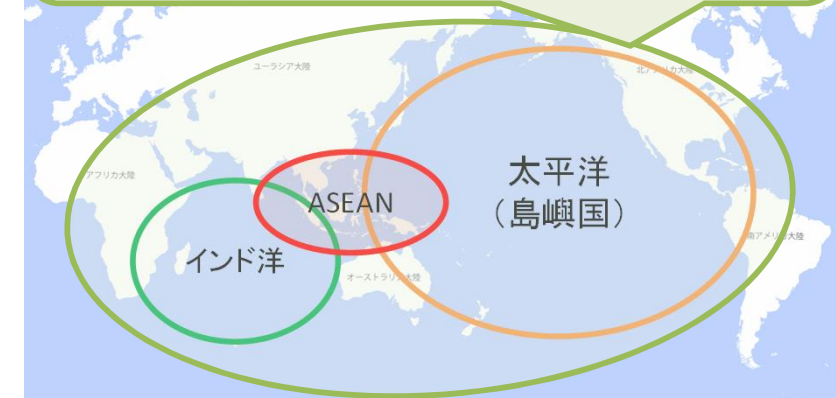 ユーラシア大陸
北アメリカ大陸
アフリカ大陸
ASEAN
太平洋
（島嶼国）
インド洋
オーストラリア大陸
南アメリカ大陸